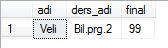 adi ders_adi final
1 Veli Bil.prg.2 99